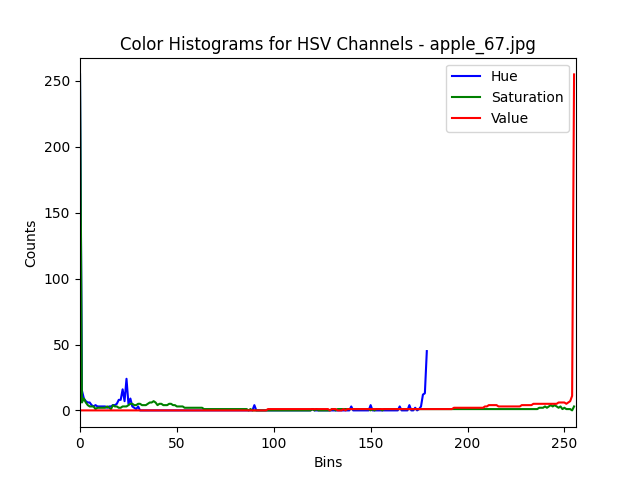 Color Histograms for HSV Channels - apple_67.jpg
Hue
Saturation
Value
Counts
250
200
150
100
50
0
0 50 100 150 200 250
Bins